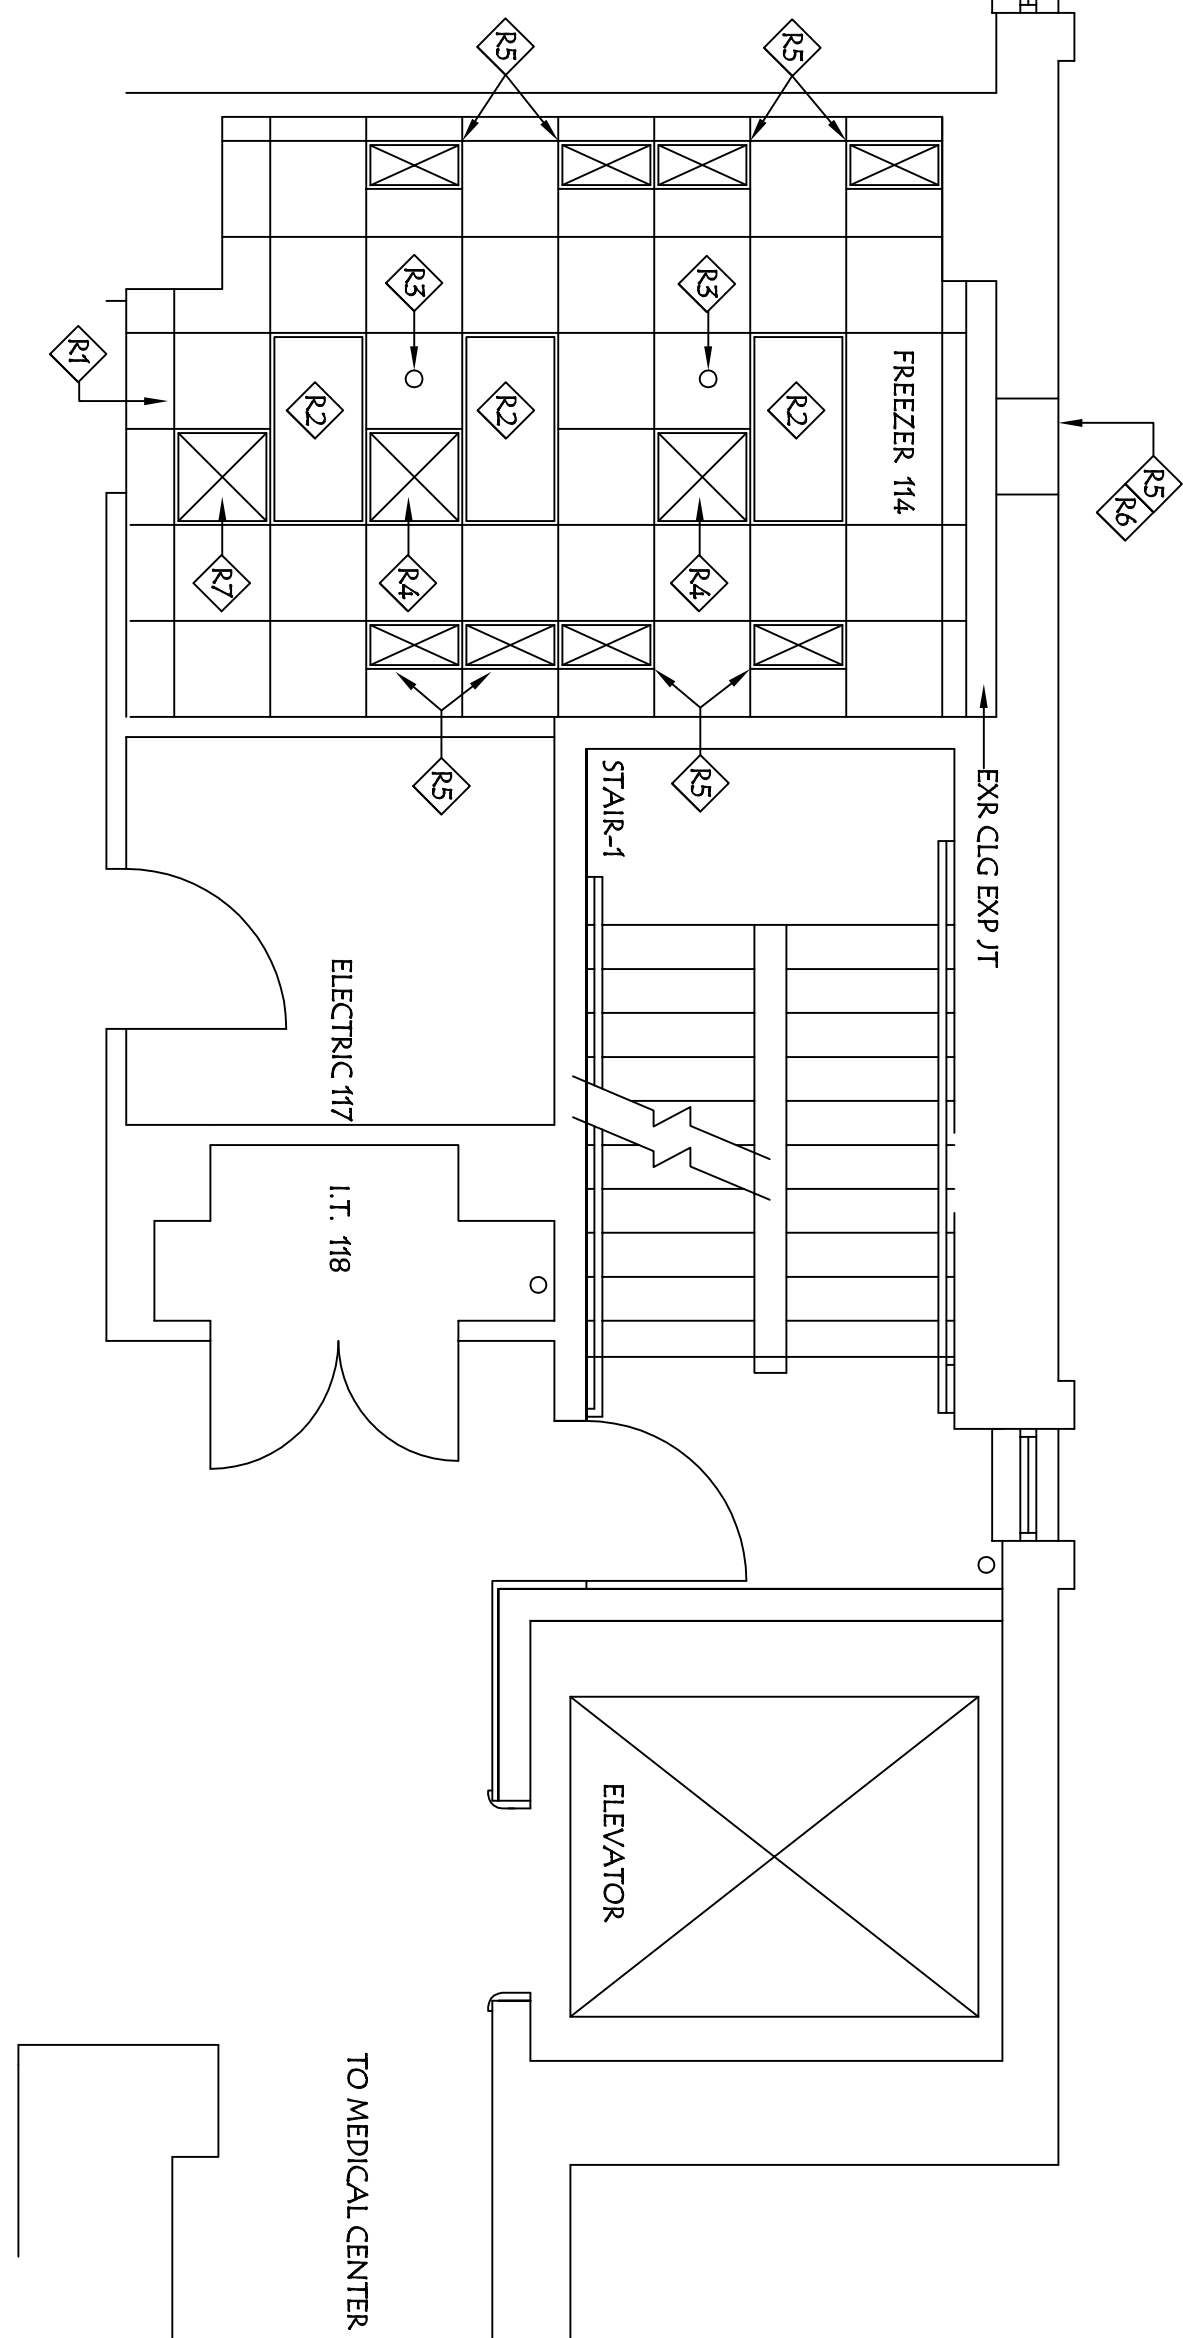 R5
R6
EXR CLG EXP JT
FREEZER 114
R5
R3
R2
R4
R5
STAIR-1
ELEVATOR
R5
R2
R3
R4
R5
TO MEDICAL CENTER
R2
ELECTRIC 117
I.T. 118
R7
R1